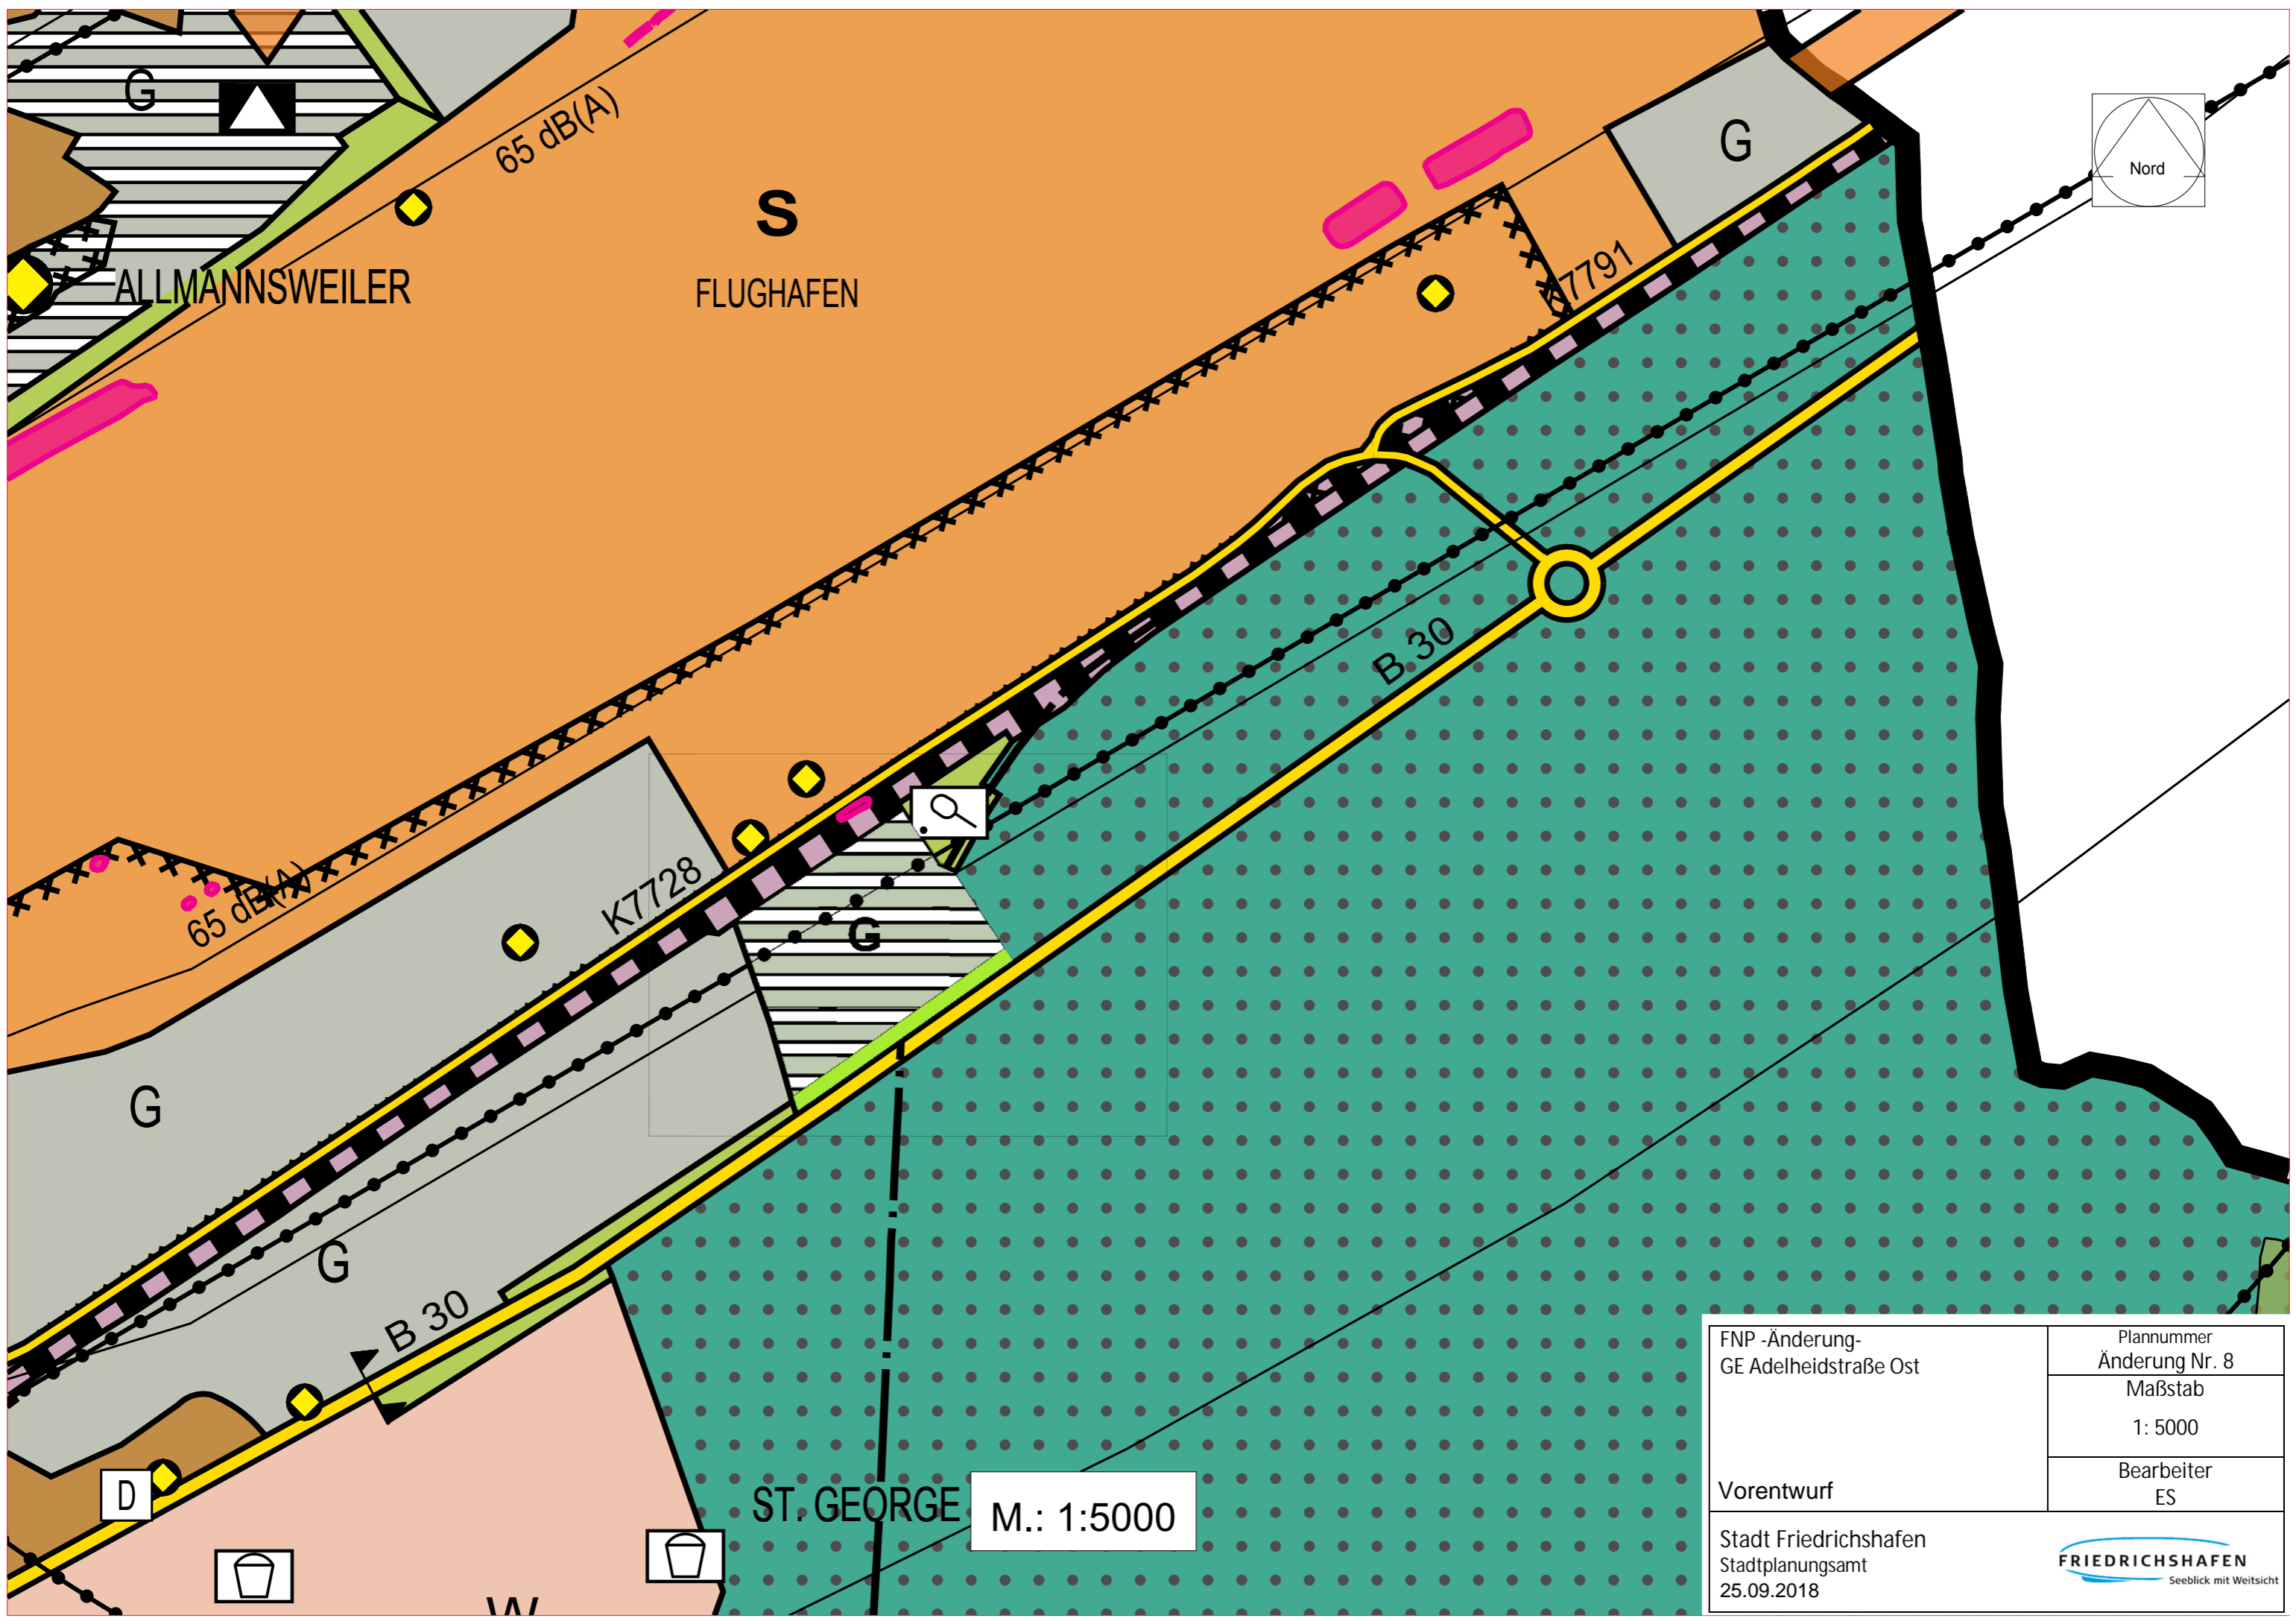 G
65 dB(A)
S
G
Nord
ALLMANNSWEILER
FLUGHAFEN
K7791
B 30
K7728
65 dB(A)
G
G
G
B 30
D
ST. GEORGE
M.: 1:5000
W
FNP -Änderung-
GE Adelheidstraße Ost
Vorentwurf
Plannummer
Änderung Nr. 8
Maßstab
1: 5000
Bearbeiter
ES
Stadt Friedrichshafen
Stadtplanungsamt
25.09.2018
FRIEDRICHSHAFEN
Seeblick mit Weitsicht